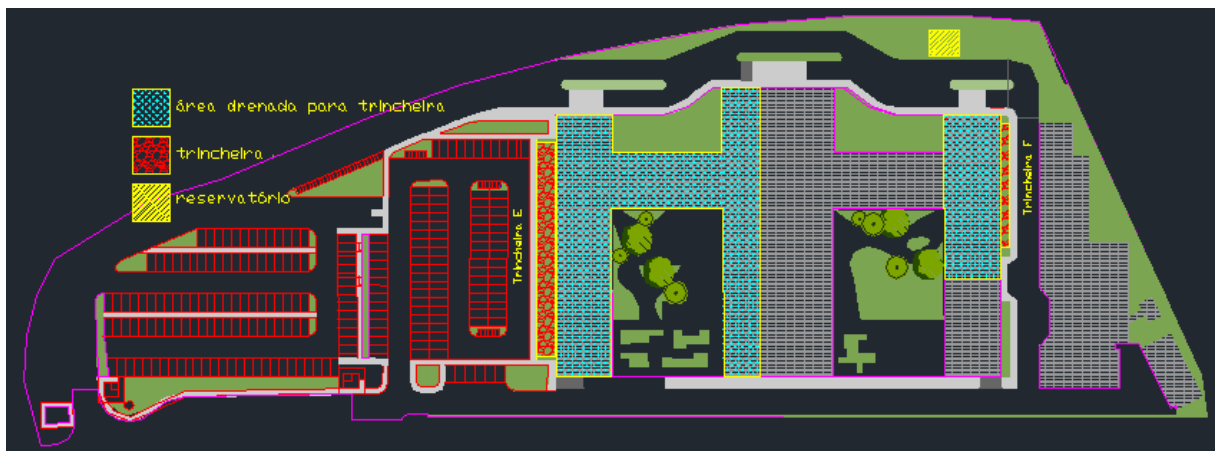 área drenada para trincheira
trincheira
reservatório
Trincheira E
Trincheira F